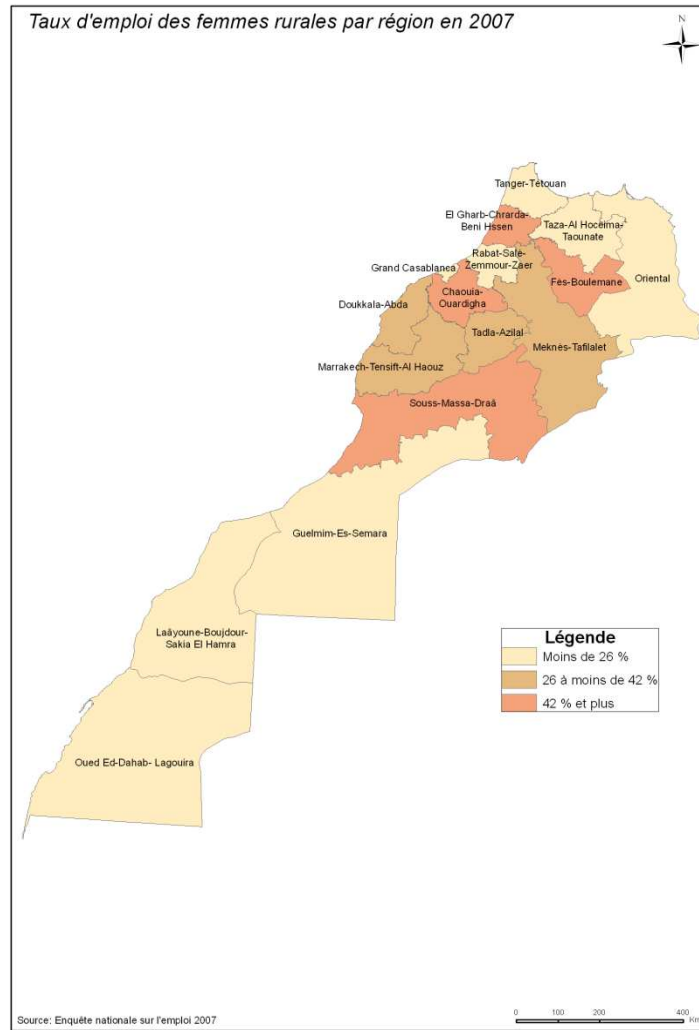 Taux d'emploi des femmes rurales par région en 2007
N
Tanger-Tétouan
El Gharb-Chrarda-
Beni Hssen
Taza-Al Hoceima-
Taounate
Rabat-Salé-
Zemmour-Zaer
Grand Casablanca
Oriental
Fès-Boulemane
Chaouia-
Ouardigha
Doukkala-Abda
Tadla-Azilal
Meknès-Tafilalet
Marrakech-Tensift-Al Haouz
Souss-Massa-Draâ
Guelmim-Es-Semara
Laâyoune-Boujdour-
Sakia El Hamra
Oued Ed-Dahab- Lagouira
Légende
Moins de 26 %
26 à moins de 42 %
42 % et plus
Source: Enquête nationale sur l'emploi 2007
0 100 200 400
Km